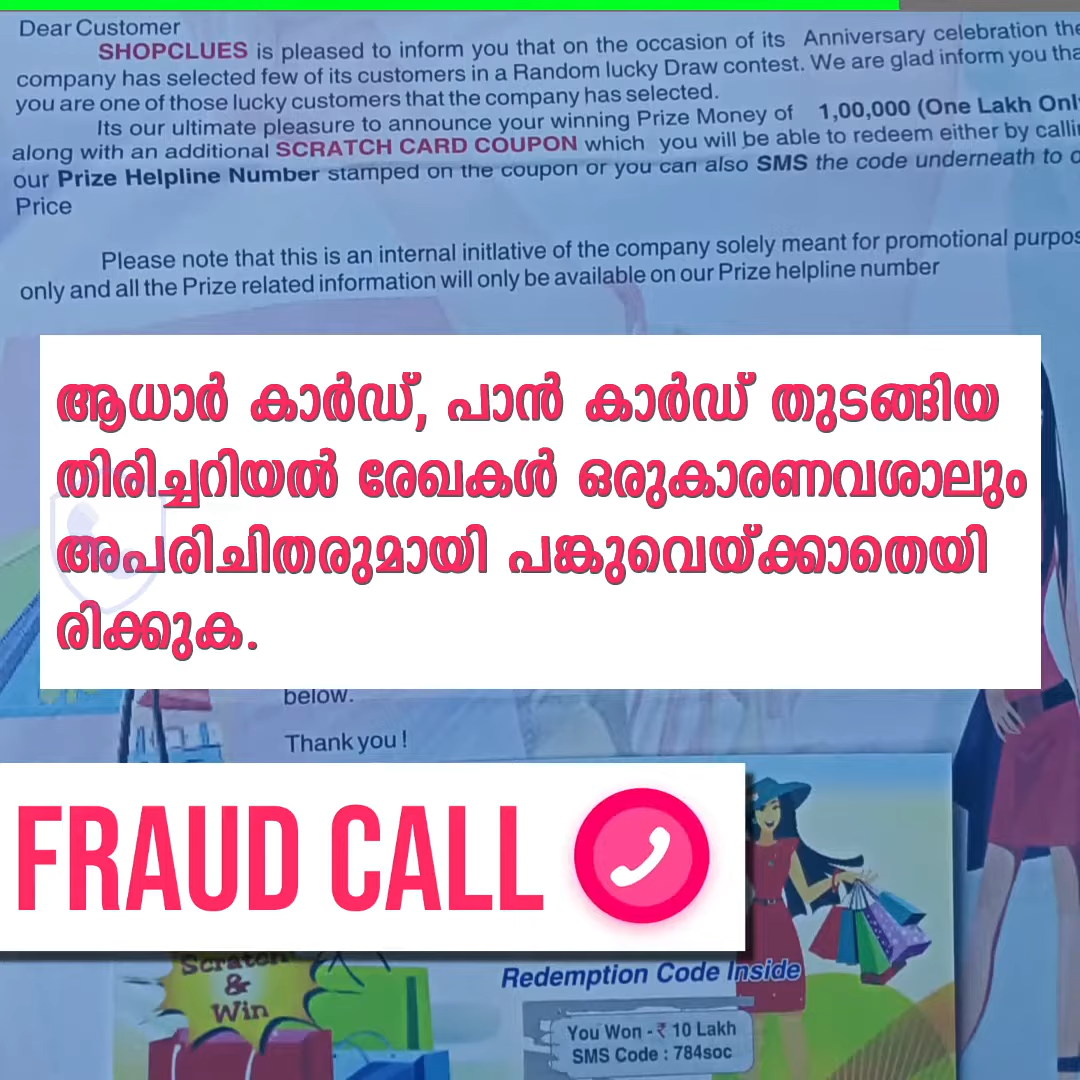 Dear Customer
SHOPCLUES is pleased to inform you that on the occasion of its Anniversary celebration the
company has selected few of its customers in a Random lucky Draw contest. We are glad inform you tha
you are one of those lucky customers that the company has selected.
Its our ultimate pleasure to announce your winning Prize Money of 1,00,000 (One Lakh Only
along with an additional SCRATCH CARD COUPON which you will be able to redeem either by callin
our Prize Helpline Number stamped on the coupon or you can also SMS the code underneath to c
Price
Please note that this is an internal initlative of the company solely meant for promotional purpos
only and all the Prize related information will only be available on our Prize helpline number
ആധാർ കാർഡ്, പാൻ കാർഡ് തുടങ്ങിയ
തിരിച്ചറിയൽ രേഖകൾ ഒരുകാരണവശാലും
അപരിചിതരുമായി പങ്കുവെയ്ക്കാതെയി
രിക്കുക.
below.
Thank you !
FRAUD CALL
Scratch
&
Win
Redemption Code Inside
You Won - ₹ 10 Lakh
SMS Code : 784soc